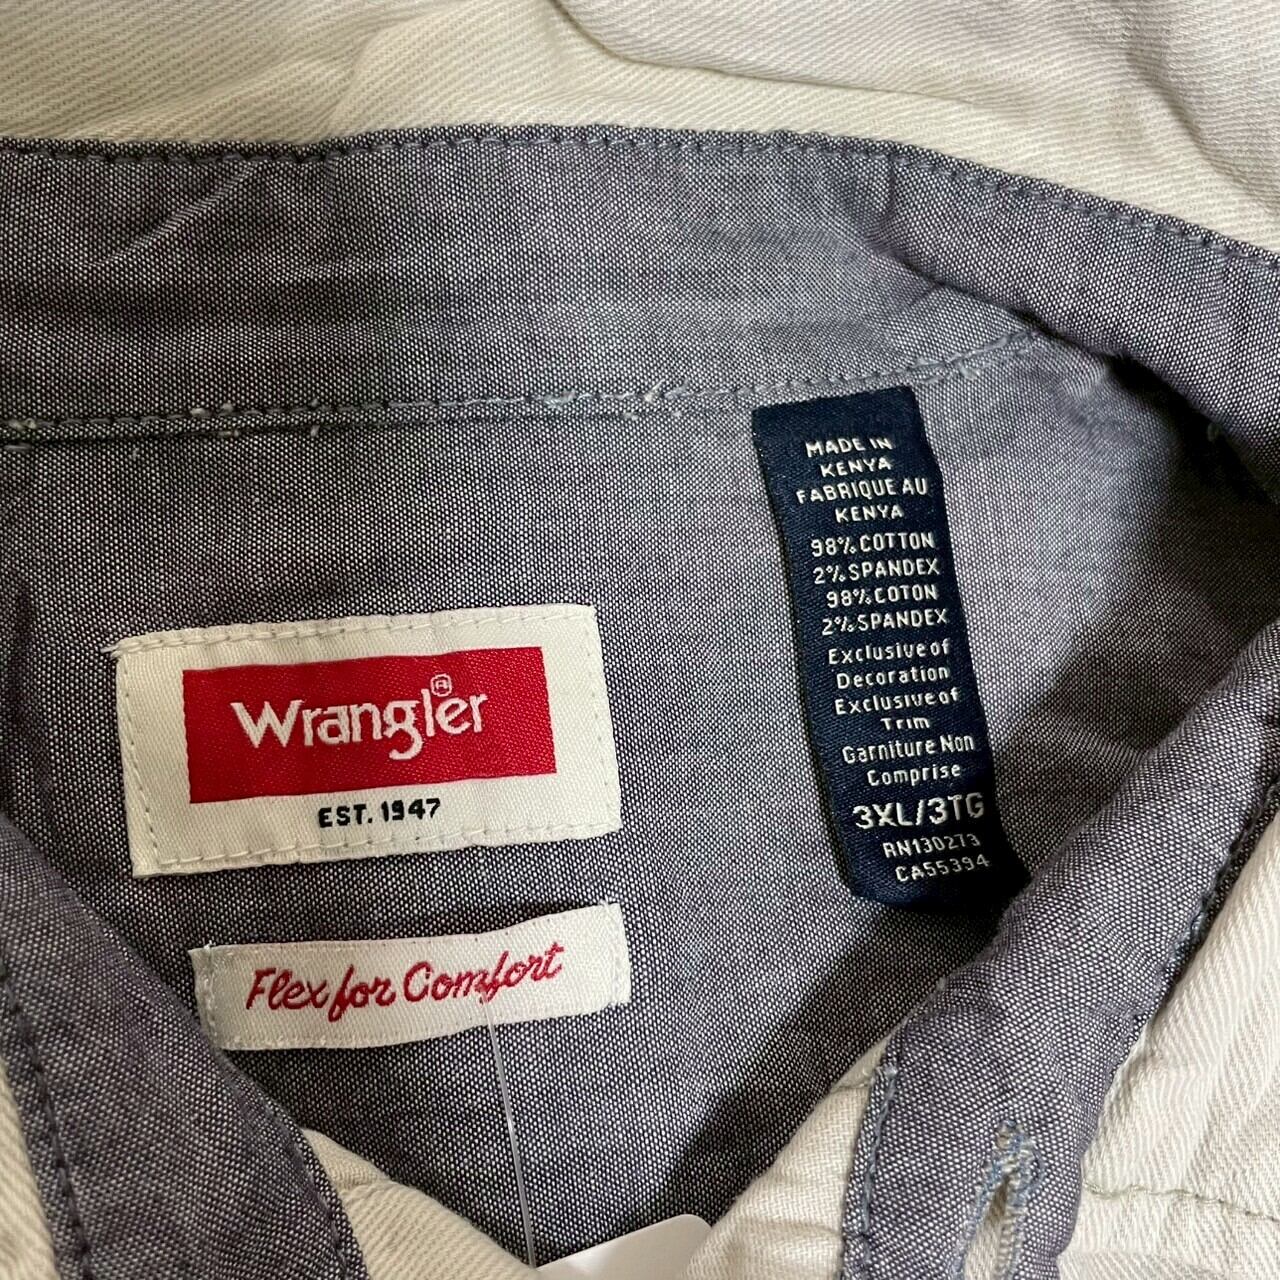 Wrangler®
EST. 1947
Flex for Comfort
MADE IN
KENYA
FABRIQUE AU
KENYA
98% COTTON
2% SPANDEX
98% COTON
2% SPANDEX
Exclusive of
Decoration
Exclusive of
Trim
Garniture Non
Comprise
3XL/3TG
RN130273
CA55394